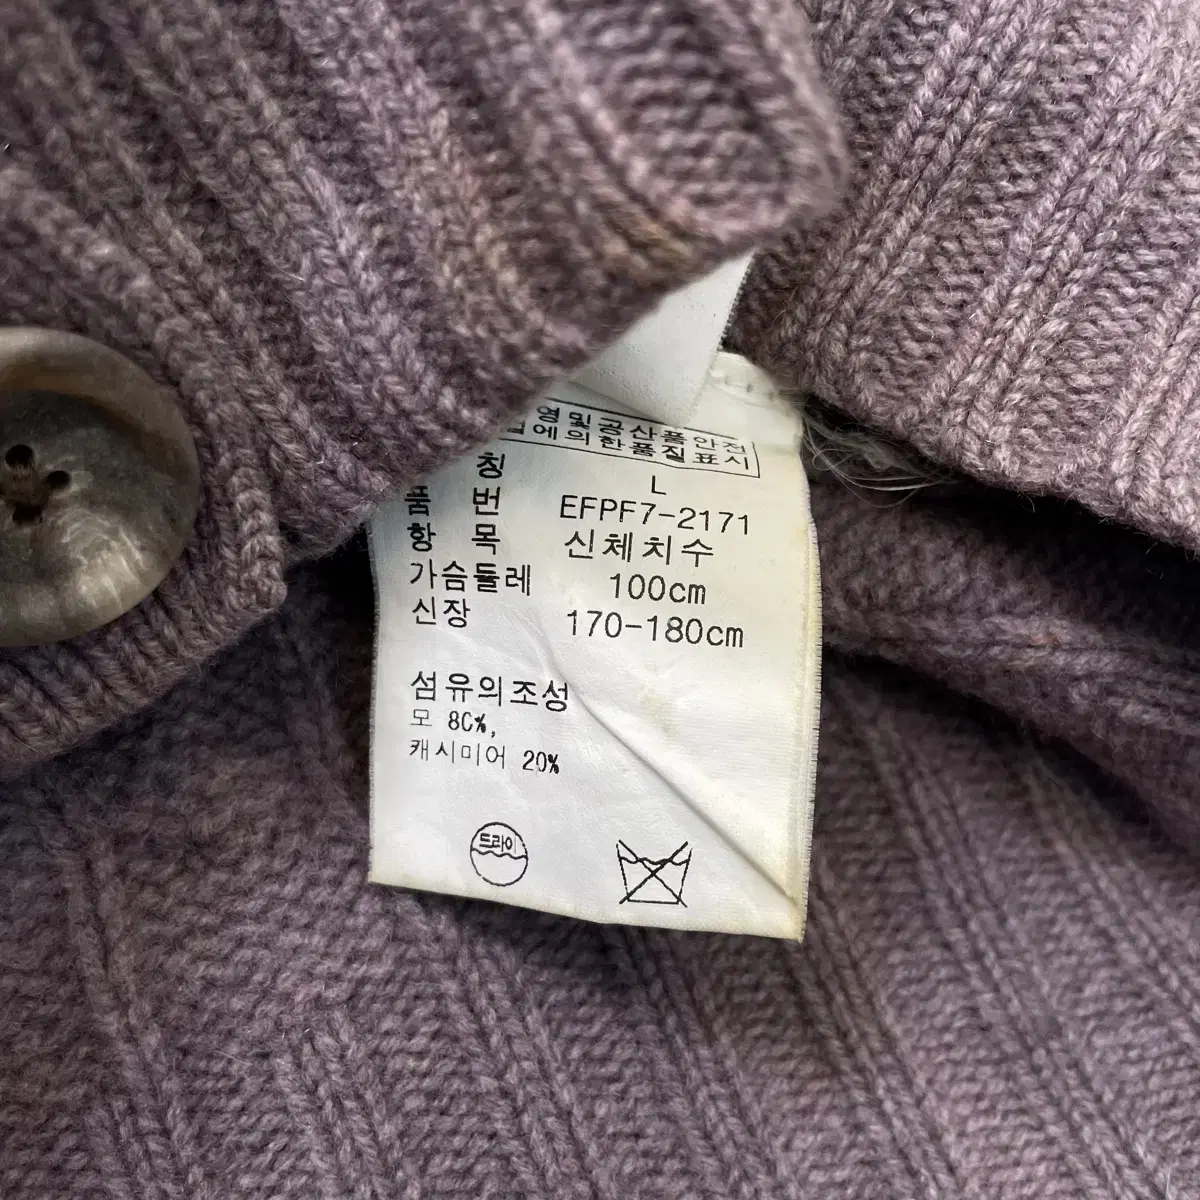 영및공산품안전
에의한품질표시
칭 L
품 번 EFPF7-2171
항 목 신체치수
가슴둘레 100cm
신장 170-180cm
섬유의조성
모 80%,
캐시미어 20%
드라이